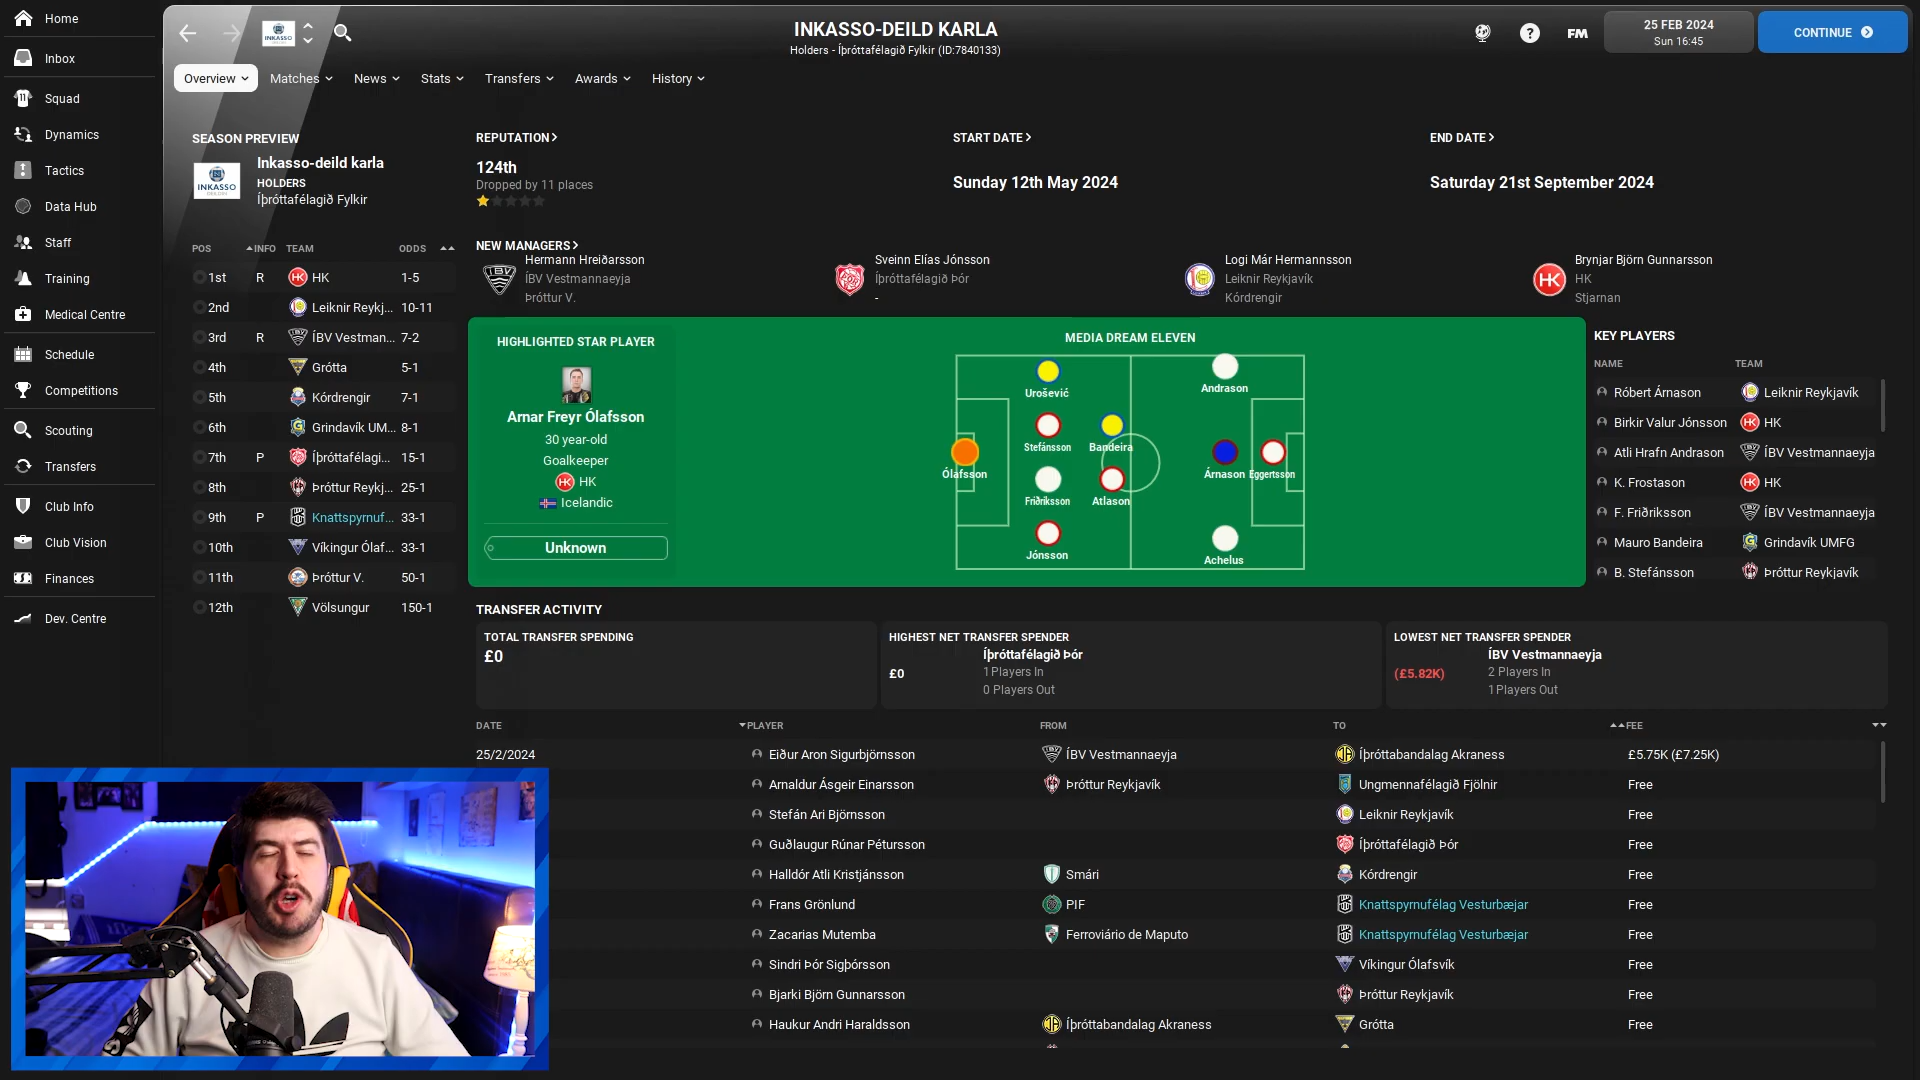 Home
Inbox
Squad
Dynamics
Tactics
Data Hub
Staff
Training
Medical Centre
Schedule
Competitions
Scouting
Transfers
Club Info
Club Vision
Finances
Dev. Centre
INKASSO
INKASSO-DEILD KARLA
Holders - Íþróttafélagið Fylkir (ID:7840133)
? FM
25 FEB 2024
Sun 16:45
CONTINUE
Overview Matches News Stats Transfers Awards History
SEASON PREVIEW
INKASSO
Inkasso-deild karla
HOLDERS
Íþróttafélagið Fylkir
POS INFO TEAM ODDS
1st R HK 1-5
2nd Leiknir Reykj... 10-11
3rd R ÍBV Vestman... 7-2
4th Grótta 5-1
5th Kórdrengir 7-1
6th Grindavík UM... 8-1
7th P Íþróttafélagi... 15-1
8th Þróttur Reykj... 25-1
9th P Knattspyrnuf... 33-1
10th Víkingur Ólaf... 33-1
11th Þróttur V. 50-1
12th Völsungur 150-1
REPUTATION
124th
Dropped by 11 places
START DATE
Sunday 12th May 2024
END DATE
Saturday 21st September 2024
NEW MANAGERS
Hermann Hreiðarsson
ÍBV Vestmannaeyja
Þróttur V.
Sveinn Elías Jónsson
Íþróttafélagið Þór
-
Logi Már Hermannsson
Leiknir Reykjavík
Kórdrengir
HK
Brynjar Björn Gunnarsson
HK
Stjarnan
HIGHLIGHTED STAR PLAYER
Arnar Freyr Ólafsson
30 year-old
Goalkeeper
HK
Icelandic
Unknown
MEDIA DREAM ELEVEN
Urošević
Andrason
Stefánsson
Bandeira
Ólafsson
Árnason
Eggertsson
Friðriksson
Atlason
Jónsson
Achelus
KEY PLAYERS
NAME TEAM
Róbert Árnason Leiknir Reykjavík
Birkir Valur Jónsson HK
Atli Hrafn Andrason ÍBV Vestmannaeyja
K. Frostason HK
F. Friðriksson ÍBV Vestmannaeyja
Mauro Bandeira Grindavík UMFG
B. Stefánsson Þróttur Reykjavík
TRANSFER ACTIVITY
TOTAL TRANSFER SPENDING
£0
HIGHEST NET TRANSFER SPENDER
£0
Íþróttafélagið Þór
1 Players In
0 Players Out
LOWEST NET TRANSFER SPENDER
(£5.82K)
ÍBV Vestmannaeyja
2 Players In
1 Players Out
DATE PLAYER FROM TO FEE
25/2/2024 Eiður Aron Sigurbjörnsson ÍBV Vestmannaeyja Íþróttabandalag Akraness £5.75K (£7.25K)
Arnaldur Ásgeir Einarsson Þróttur Reykjavík Ungmennafélagið Fjölnir Free
Stefán Ari Björnsson Leiknir Reykjavík Free
Guðlaugur Rúnar Pétursson Íþróttafélagið Þór Free
Halldór Atli Kristjánsson Smári Kórdrengir Free
Frans Grönlund PIF Knattspyrnufélag Vesturbæjar Free
Zacarias Mutemba Ferroviário de Maputo Knattspyrnufélag Vesturbæjar Free
Sindri Þór Sigþórsson Víkingur Ólafsvík Free
Bjarki Björn Gunnarsson Þróttur Reykjavík Free
Haukur Andri Haraldsson Íþróttabandalag Akraness Grótta Free